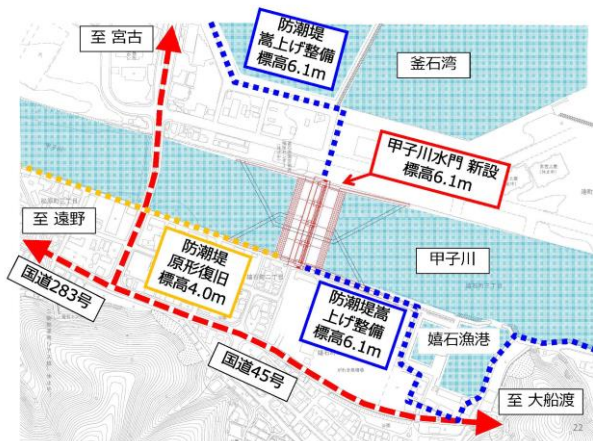 至 宮古
防潮堤
嵩上げ整備
標高6.1m
釜石湾
甲子川水門 新設
標高6.1m
至 遠野
防潮堤
原形復旧
標高4.0m
甲子川
国道283号
防潮堤嵩
上げ整備
標高6.1m
嬉石漁港
国道45号
至 大船渡
22